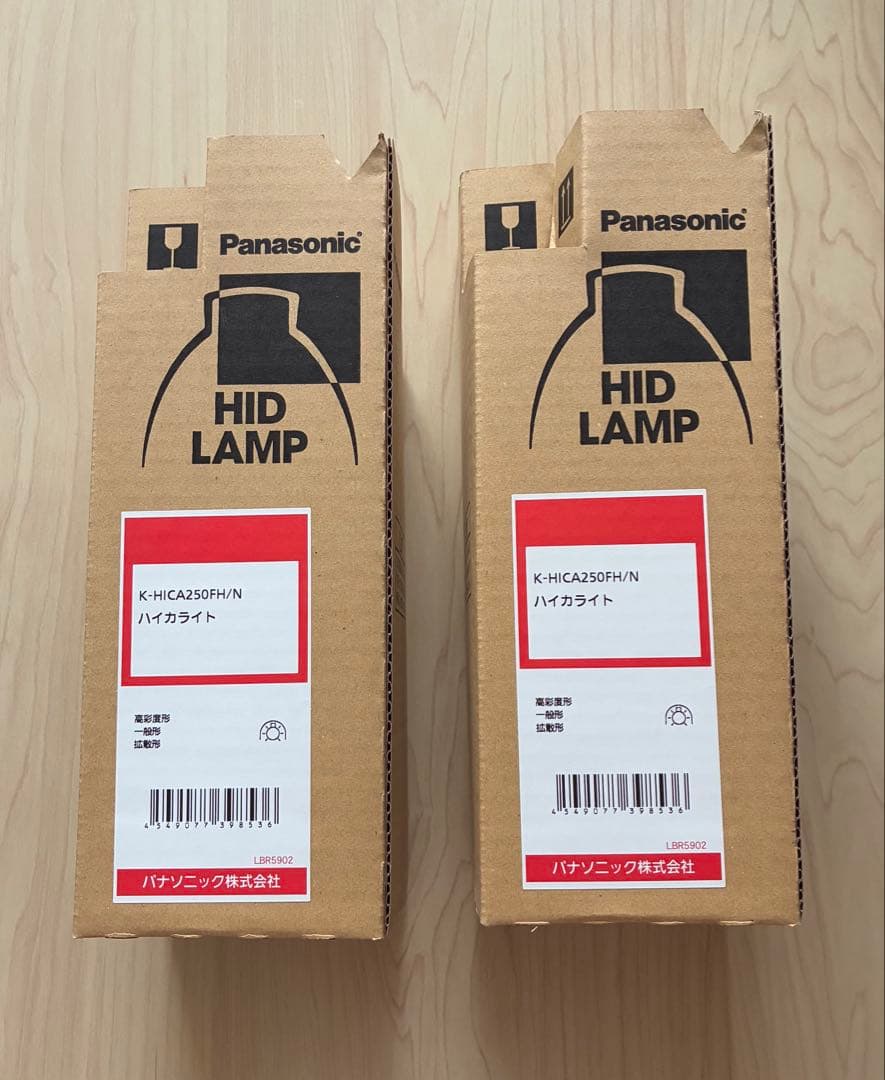 Panasonic
HID
LAMP
K-HICA250FH/N
ハイカライト
高彩度形
一般形
拡散形
4549077398536
LBR5902
パナソニック株式会社
Panasonic
HID
LAMP
K-HICA250FH/N
ハイカライト
高彩度形
一般形
拡散形
4549077398536
LBR5902
パナソニック株式会社